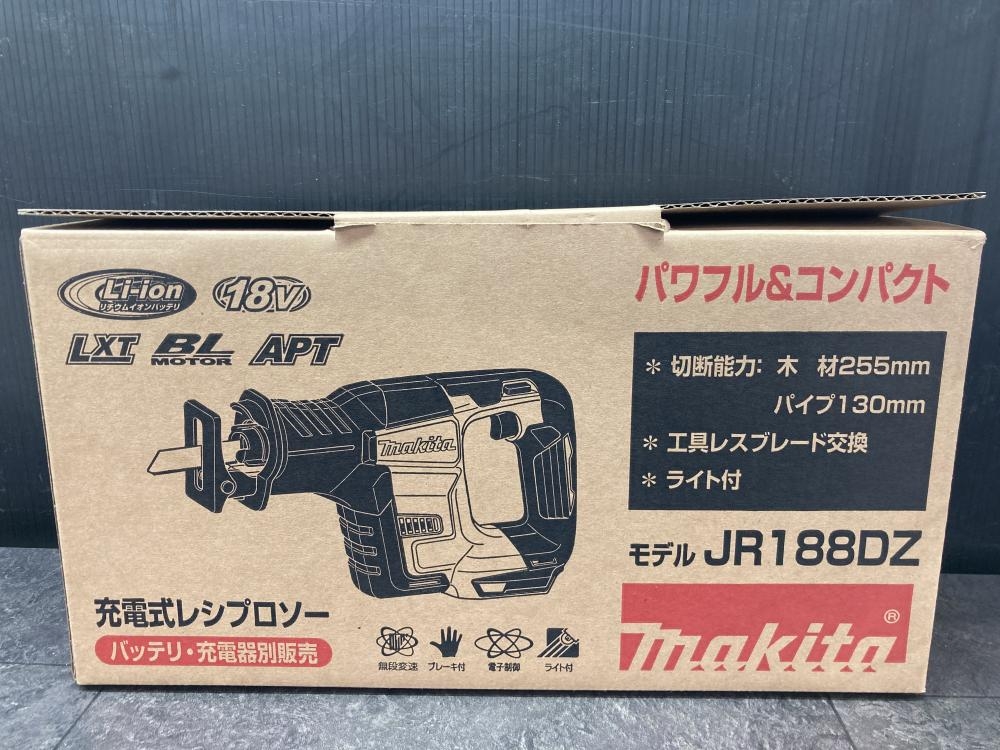 Li-ion
リチウムイオンバッテリ
18V
LXT
BL
MOTOR
APT
makita
充電式レシプロソー
バッテリ・充電器別販売
無段変速
ブレーキ付
電子制御
ライト付
パワフル&コンパクト
* 切断能力: 木 材255mm
パイプ130mm
* 工具レスブレード交換
* ライト付
モデル JR188DZ
makita®